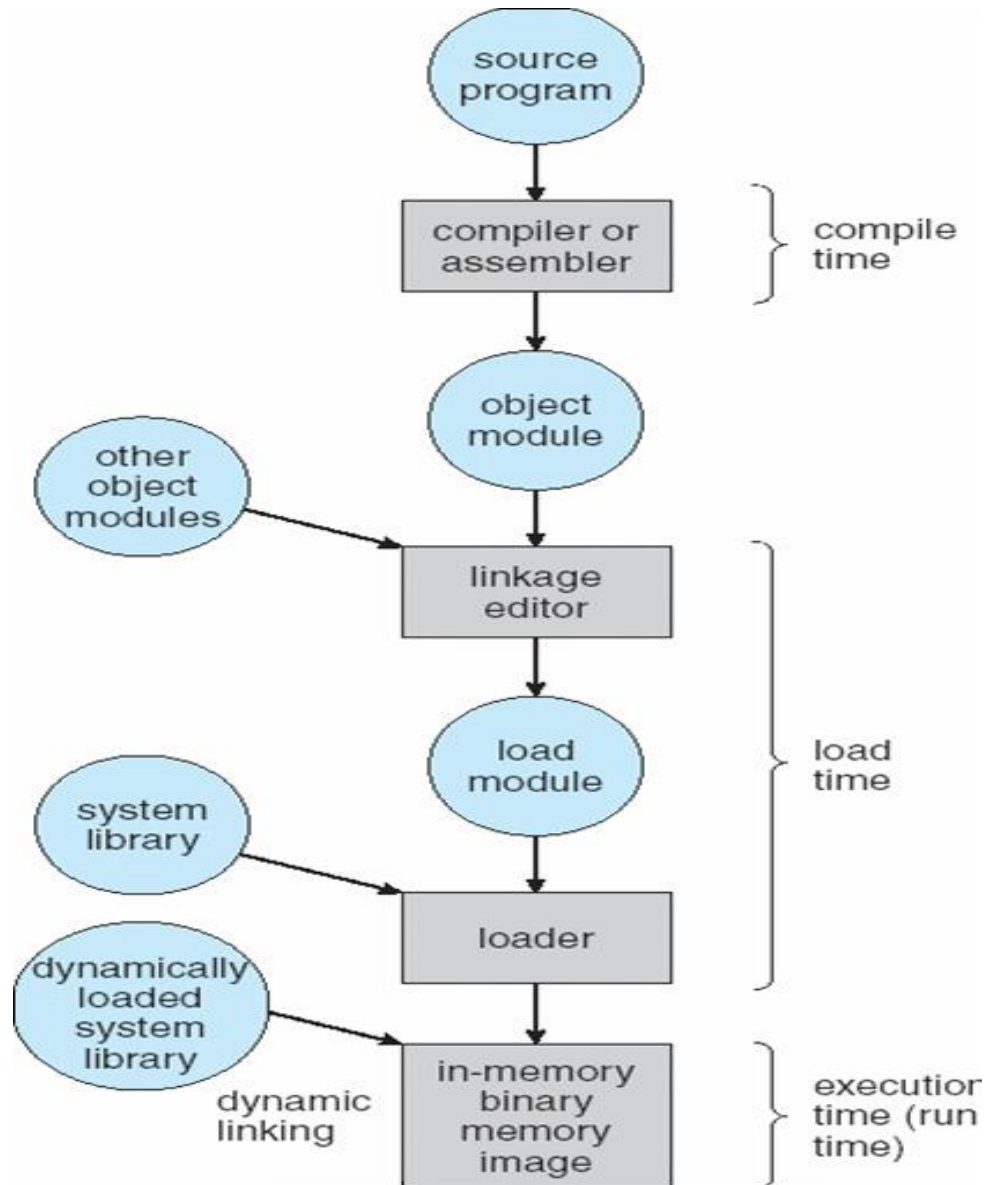 source
program
compiler or
assembler
compile
time
object
module
other
object
modules
linkage
editor
load
module
load
time
system
library
loader
dynamically
loaded
system
library
dynamic
linking
in-memory
binary
memory
image
execution
time (run
time)